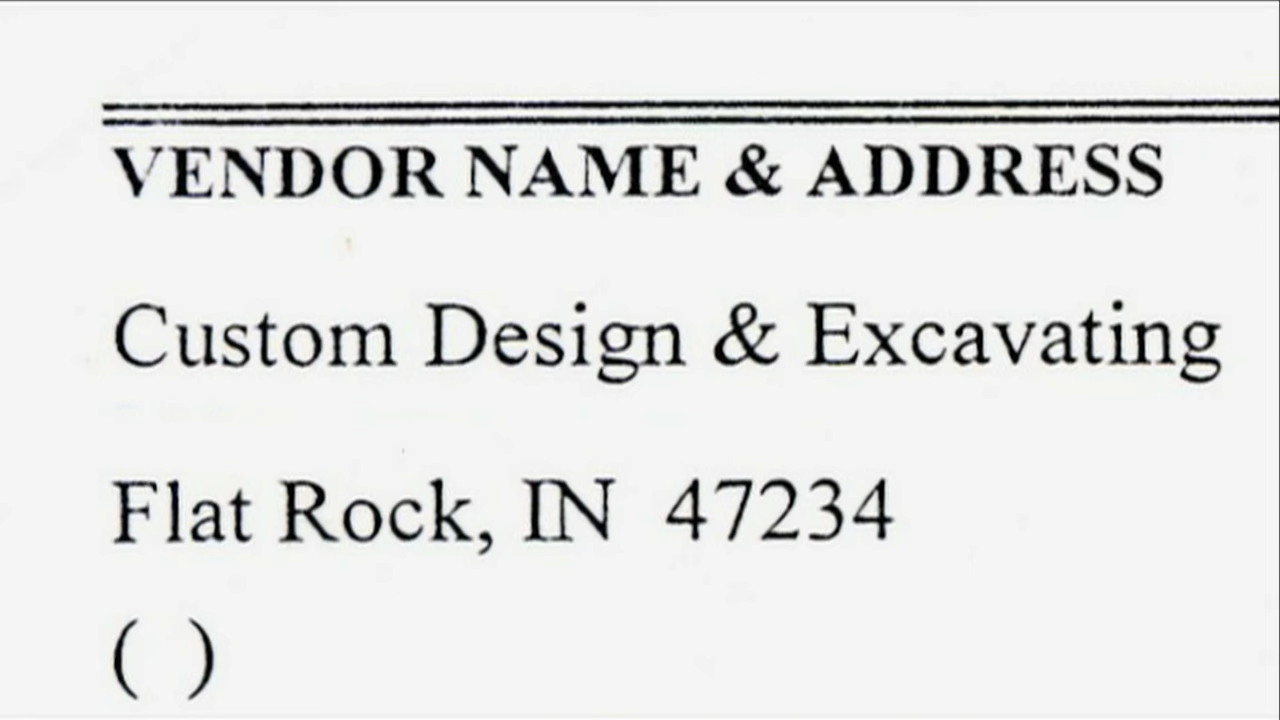 VENDOR NAME & ADDRESS
Custom Design & Excavating
Flat Rock, IN 47234
( )